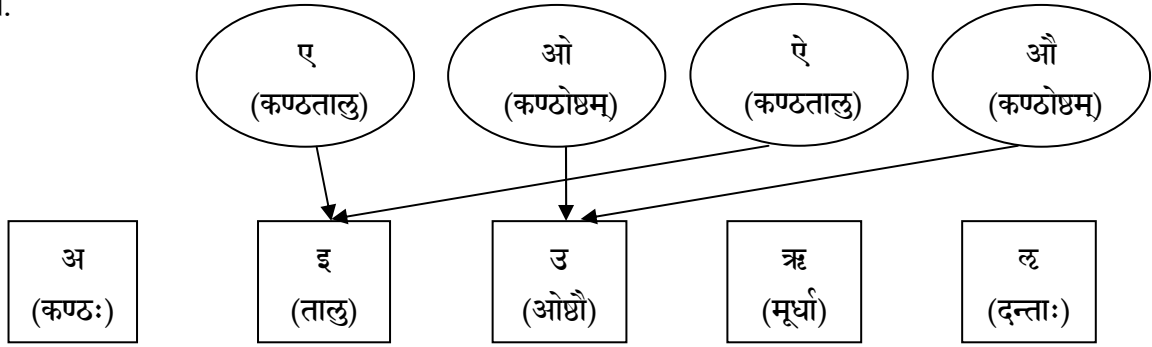 ए ओ ऐ औ
(कण्ठतालु) (कण्ठोष्ठम्) (कण्ठतालु) (कण्ठोष्ठम्)
अ इ उ ऋ ऌ
(कण्ठः) (तालु) (ओष्ठौ) (मूर्धा) (दन्ताः)